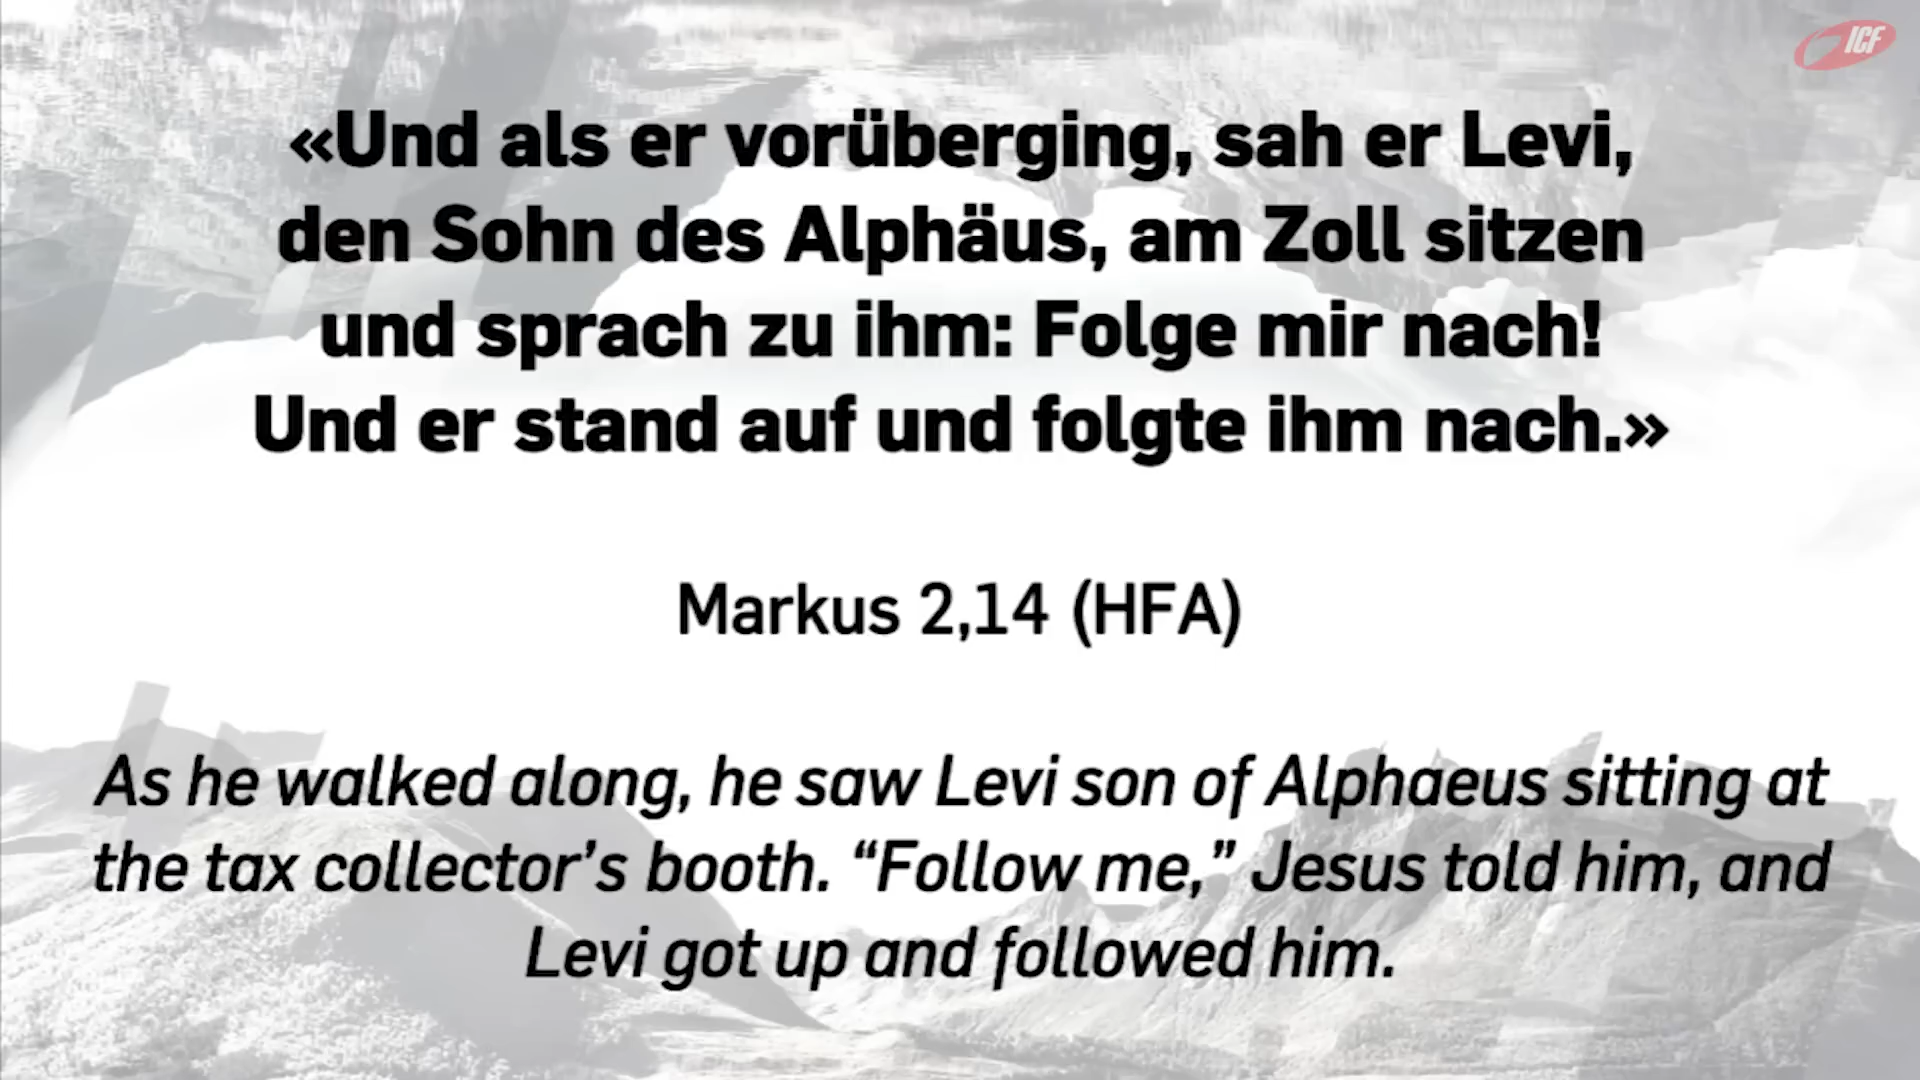 ICF
«Und als er vorüberging, sah er Levi,
den Sohn des Alphäus, am Zoll sitzen
und sprach zu ihm: Folge mir nach!
Und er stand auf und folgte ihm nach.»
Markus 2,14 (HFA)
As he walked along, he saw Levi son of Alphaeus sitting at
the tax collector’s booth. “Follow me,” Jesus told him, and
Levi got up and followed him.